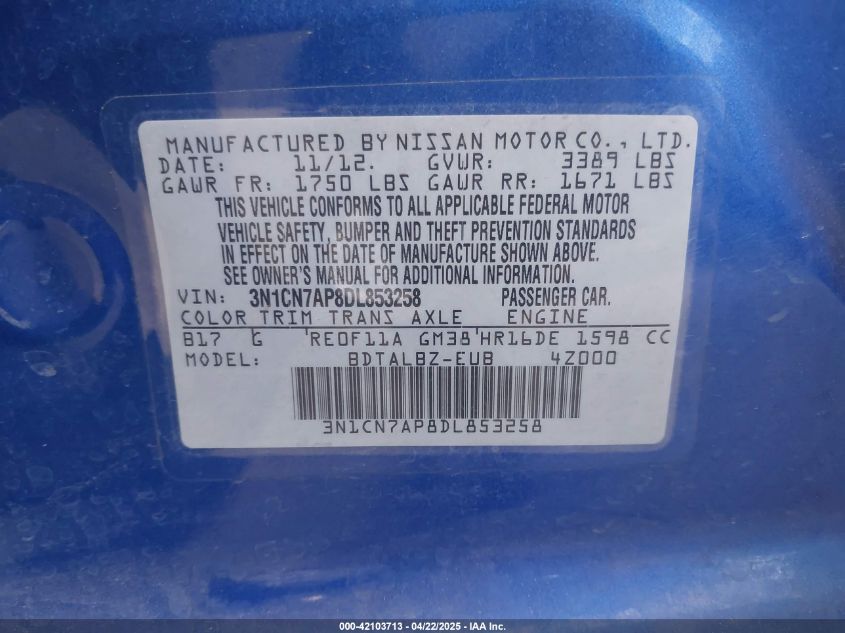 MANUFACTURED BY NISSAN MOTOR CO., LTD.
DATE: 11/12. GVWR: 3389 LBS
GAWR FR: 1750 LBS GAWR RR: 1671 LBS
THIS VEHICLE CONFORMS TO ALL APPLICABLE FEDERAL MOTOR
VEHICLE SAFETY, BUMPER AND THEFT PREVENTION STANDARDS
IN EFFECT ON THE DATE OF MANUFACTURE SHOWN ABOVE.
SEE OWNER'S MANUAL FOR ADDITIONAL INFORMATION.
VIN: 3N1CN7AP8DL853258 PASSENGER CAR.
COLOR TRIM TRANS AXLE ENGINE
B17 G 'RE0F11A GM38'HR16DE 1598 CC
MODEL: BDTALBZ-EUB 4Z000
3N1CN7AP8DL853258
000-42103713 - 04/22/2025 - IAA Inc.